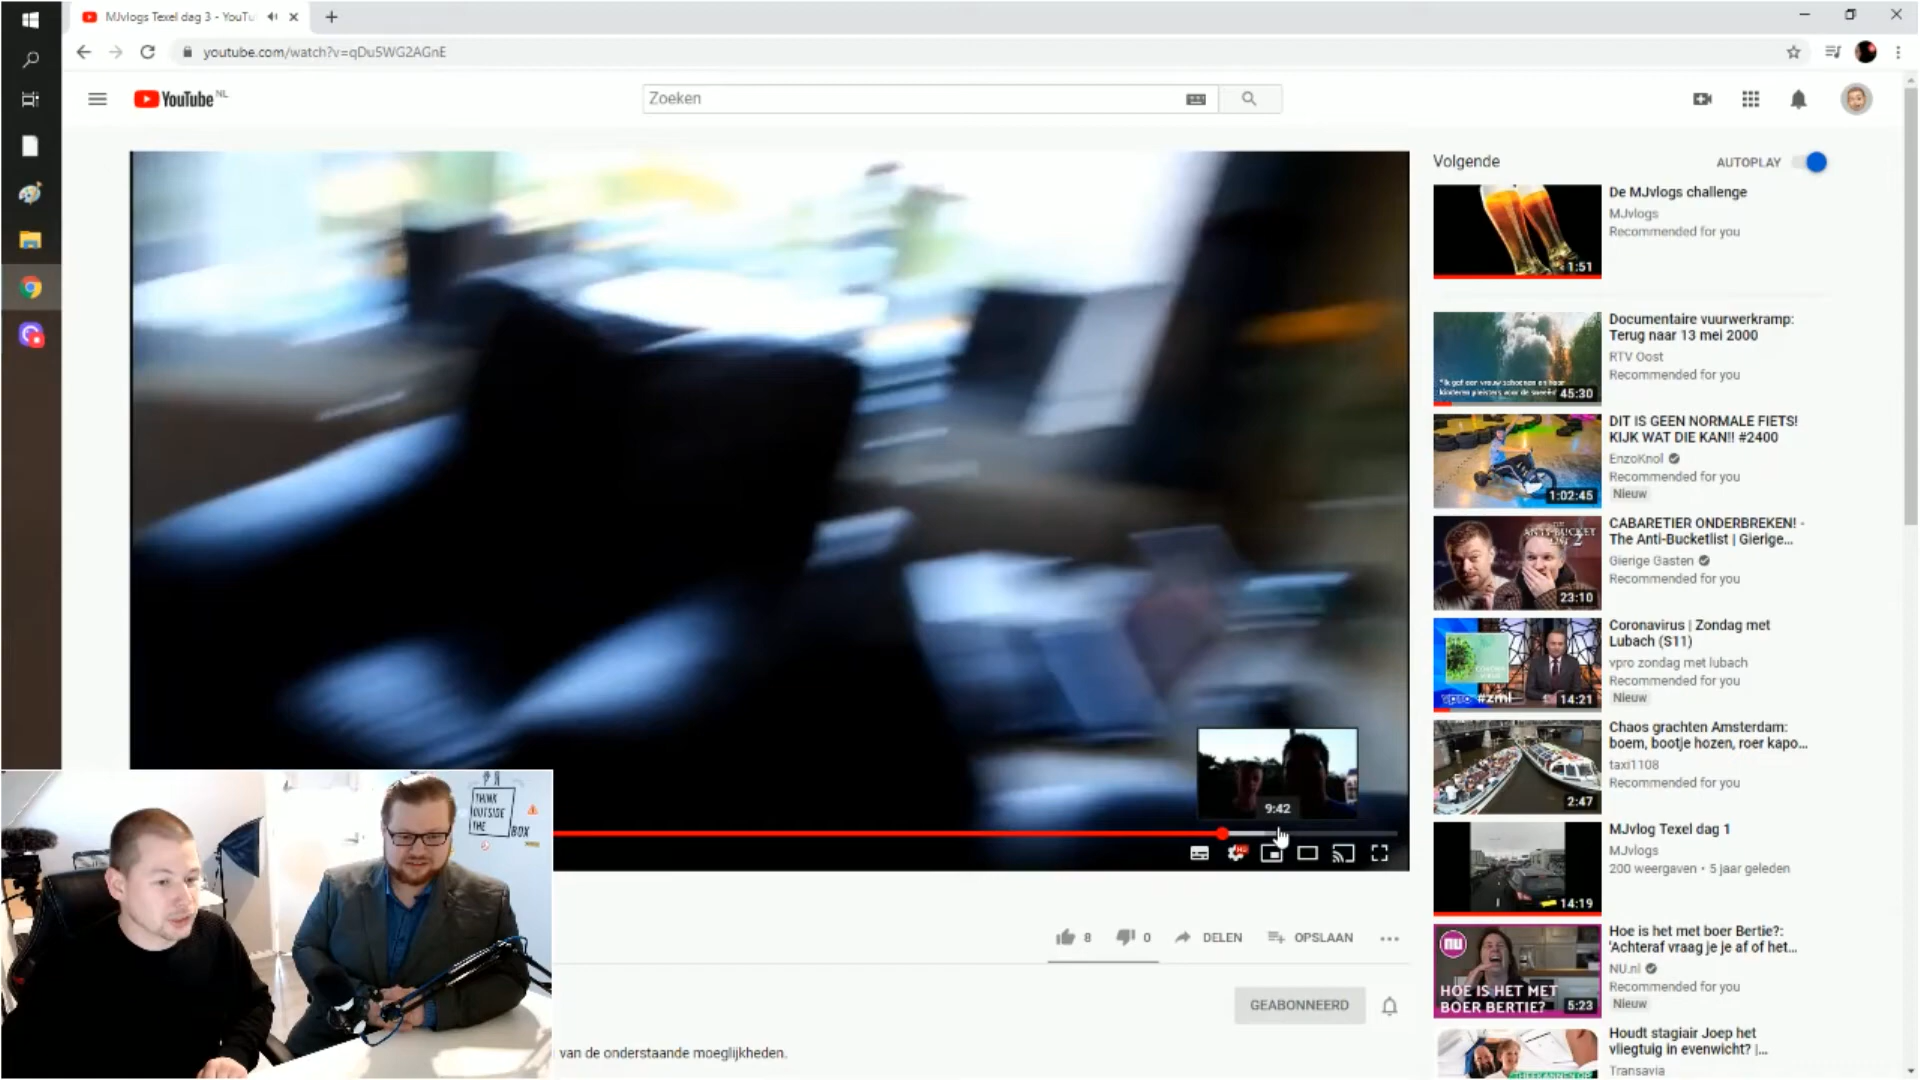 MJvlogs Texel dag 3 - YouTu
youtube.com/watch?v=qDu5WG2AGnE
YouTube NL
Zoeken
Volgende
AUTOPLAY
De MJvlogs challenge
MJvlogs
Recommended for you
1:51
Documentaire vuurwerkramp:
Terug naar 13 mei 2000
RTV Oost
Recommended for you
45:30
DIT IS GEEN NORMALE FIETS!
KIJK WAT DIE KAN!! #2400
EnzoKnol
Recommended for you
Nieuw
1:02:45
CABARETIER ONDERBREKEN! -
The Anti-Bucketlist | Gierige...
Gierige Gasten
Recommended for you
23:10
Coronavirus | Zondag met
Lubach (S11)
vpro zondag met lubach
Recommended for you
Nieuw
vpro #zml
14:21
Chaos grachten Amsterdam:
boem, bootje hozen, roer kapo...
taxi1108
Recommended for you
2:47
MJvlog Texel dag 1
MJvlogs
200 weergaven • 5 jaar geleden
14:19
Hoe is het met boer Bertie?:
'Achteraf vraag je je af of het...
NU.nl
Recommended for you
Nieuw
nu
HOE IS HET MET
BOER BERTIE?
5:23
Houdt stagiair Joep het
vliegtuig in evenwicht? |...
Transavia
9:42
THINK
OUTSIDE
THE
BOX
8
0
DELEN
OPSLAAN
GEABONNEERD
van de onderstaande moeglijkheden.